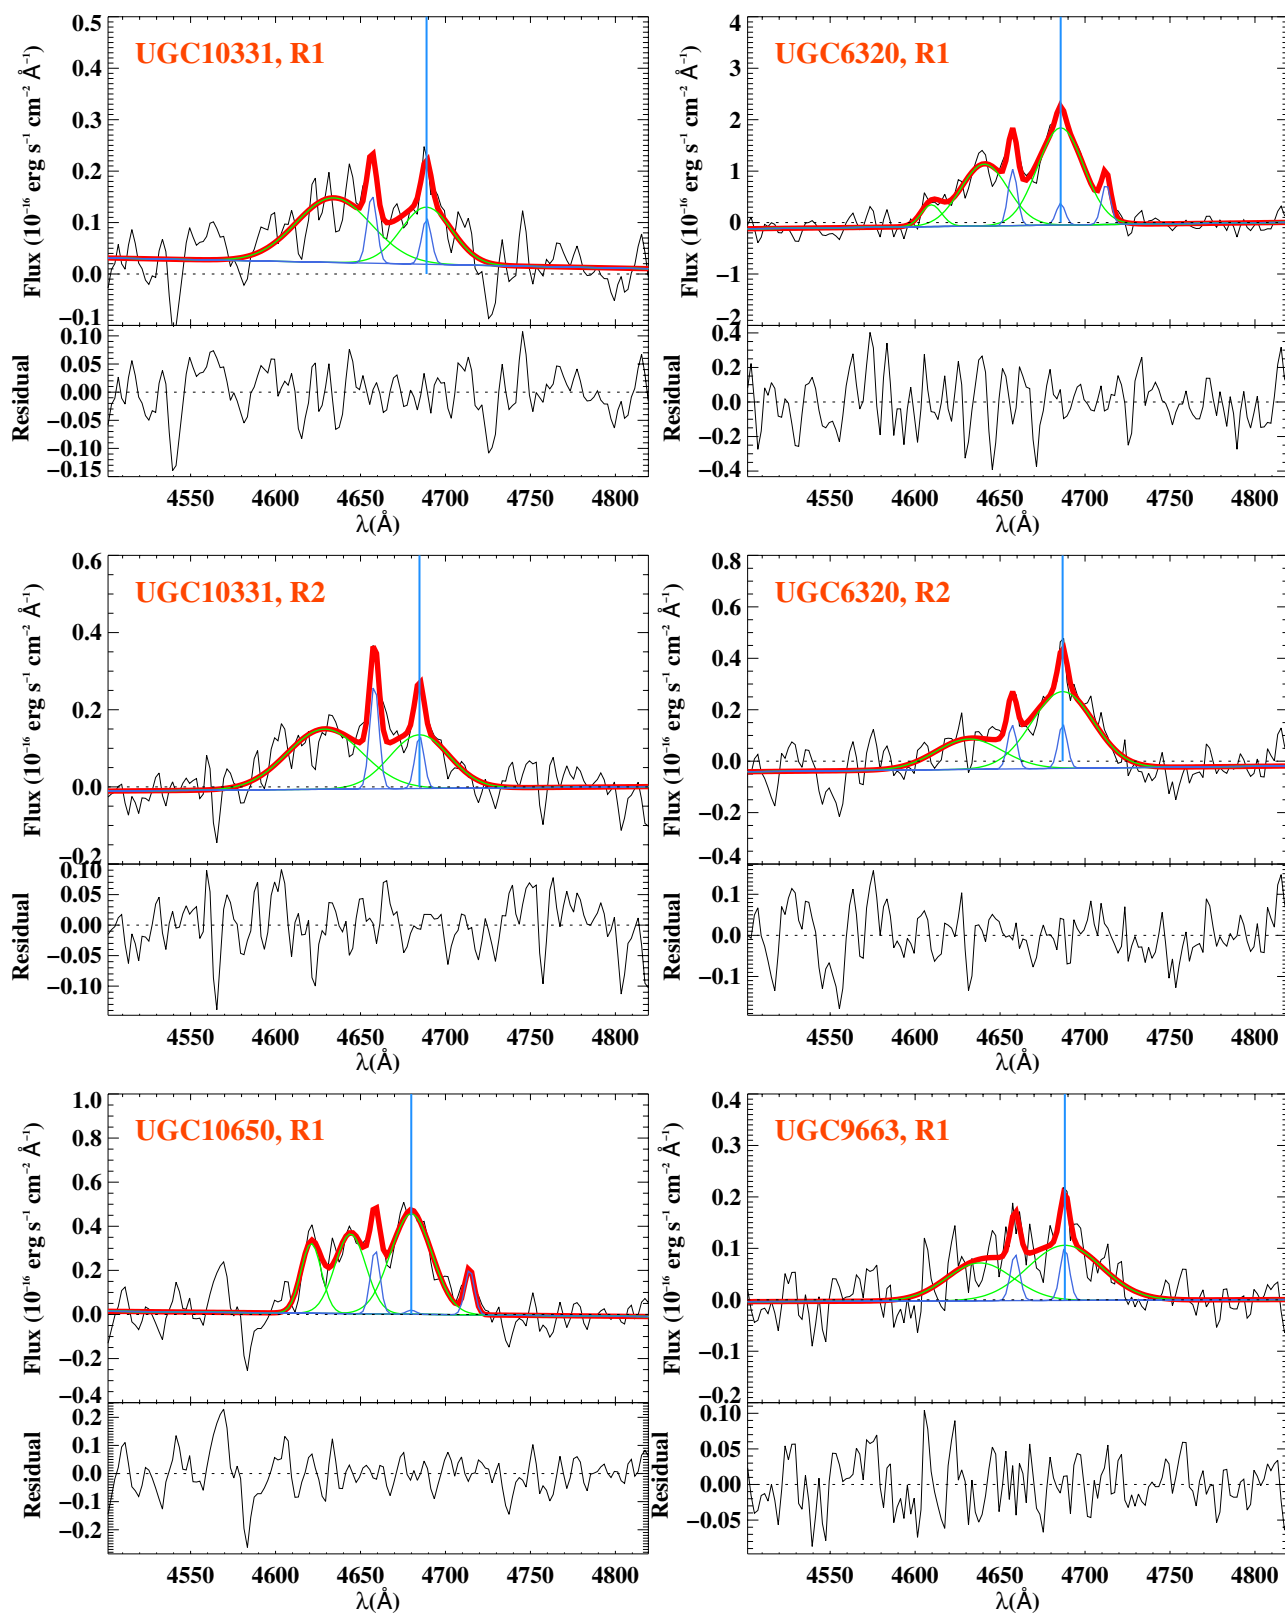 UGC10331, R1
Flux (10⁻¹⁶ erg s⁻¹ cm⁻² Å⁻¹)
0.5
0.4
0.3
0.2
0.1
0.0
−0.1
Residual
0.10
0.05
0.00
−0.05
−0.10
−0.15
4550 4600 4650 4700 4750 4800
λ(Å)
UGC6320, R1
Flux (10⁻¹⁶ erg s⁻¹ cm⁻² Å⁻¹)
4
3
2
1
0
−1
−2
Residual
0.4
0.2
0.0
−0.2
−0.4
4550 4600 4650 4700 4750 4800
λ(Å)
UGC10331, R2
Flux (10⁻¹⁶ erg s⁻¹ cm⁻² Å⁻¹)
0.6
0.4
0.2
0.0
−0.2
Residual
0.10
0.05
0.00
−0.05
−0.10
4550 4600 4650 4700 4750 4800
λ(Å)
UGC6320, R2
Flux (10⁻¹⁶ erg s⁻¹ cm⁻² Å⁻¹)
0.8
0.6
0.4
0.2
0.0
−0.2
−0.4
Residual
0.1
0.0
−0.1
4550 4600 4650 4700 4750 4800
λ(Å)
UGC10650, R1
Flux (10⁻¹⁶ erg s⁻¹ cm⁻² Å⁻¹)
1.0
0.8
0.6
0.4
0.2
0.0
−0.2
−0.4
Residual
0.2
0.1
0.0
−0.1
−0.2
4550 4600 4650 4700 4750 4800
λ(Å)
UGC9663, R1
Flux (10⁻¹⁶ erg s⁻¹ cm⁻² Å⁻¹)
0.4
0.3
0.2
0.1
0.0
−0.1
−0.2
Residual
0.10
0.05
0.00
−0.05
4550 4600 4650 4700 4750 4800
λ(Å)